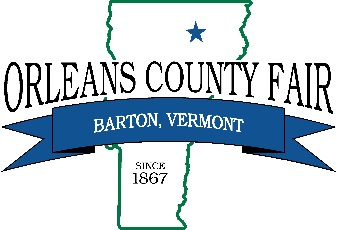 ORLEANS COUNTY FAIR
BARTON, VERMONT
SINCE
1867